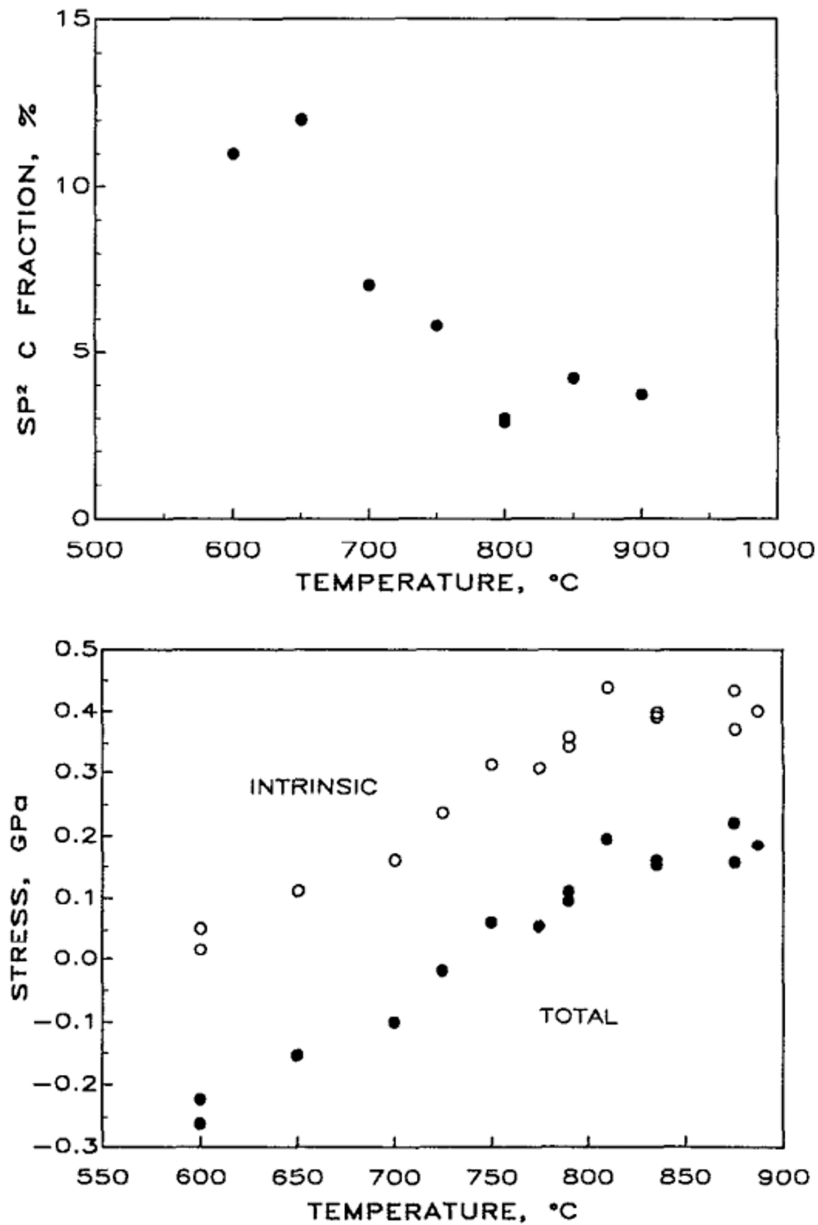 15
10
5
0
SP² C FRACTION, %
500 600 700 800 900 1000
TEMPERATURE, °C
0.5
0.4
0.3
0.2
0.1
0.0
−0.1
−0.2
−0.3
STRESS, GPa
INTRINSIC
TOTAL
550 600 650 700 750 800 850 900
TEMPERATURE, °C